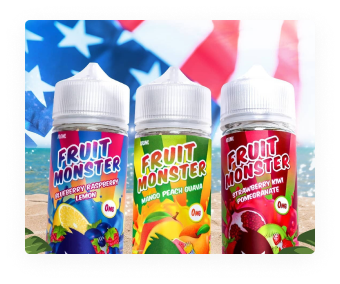 FRUIT
MONSTER
BLUEBERRY RASPBERRY
LEMON
0MG
FRUIT
MONSTER
MANGO PEACH GUAVA
0MG
FRUIT
MONSTER
STRAWBERRY KIWI
POMEGRANATE
0MG